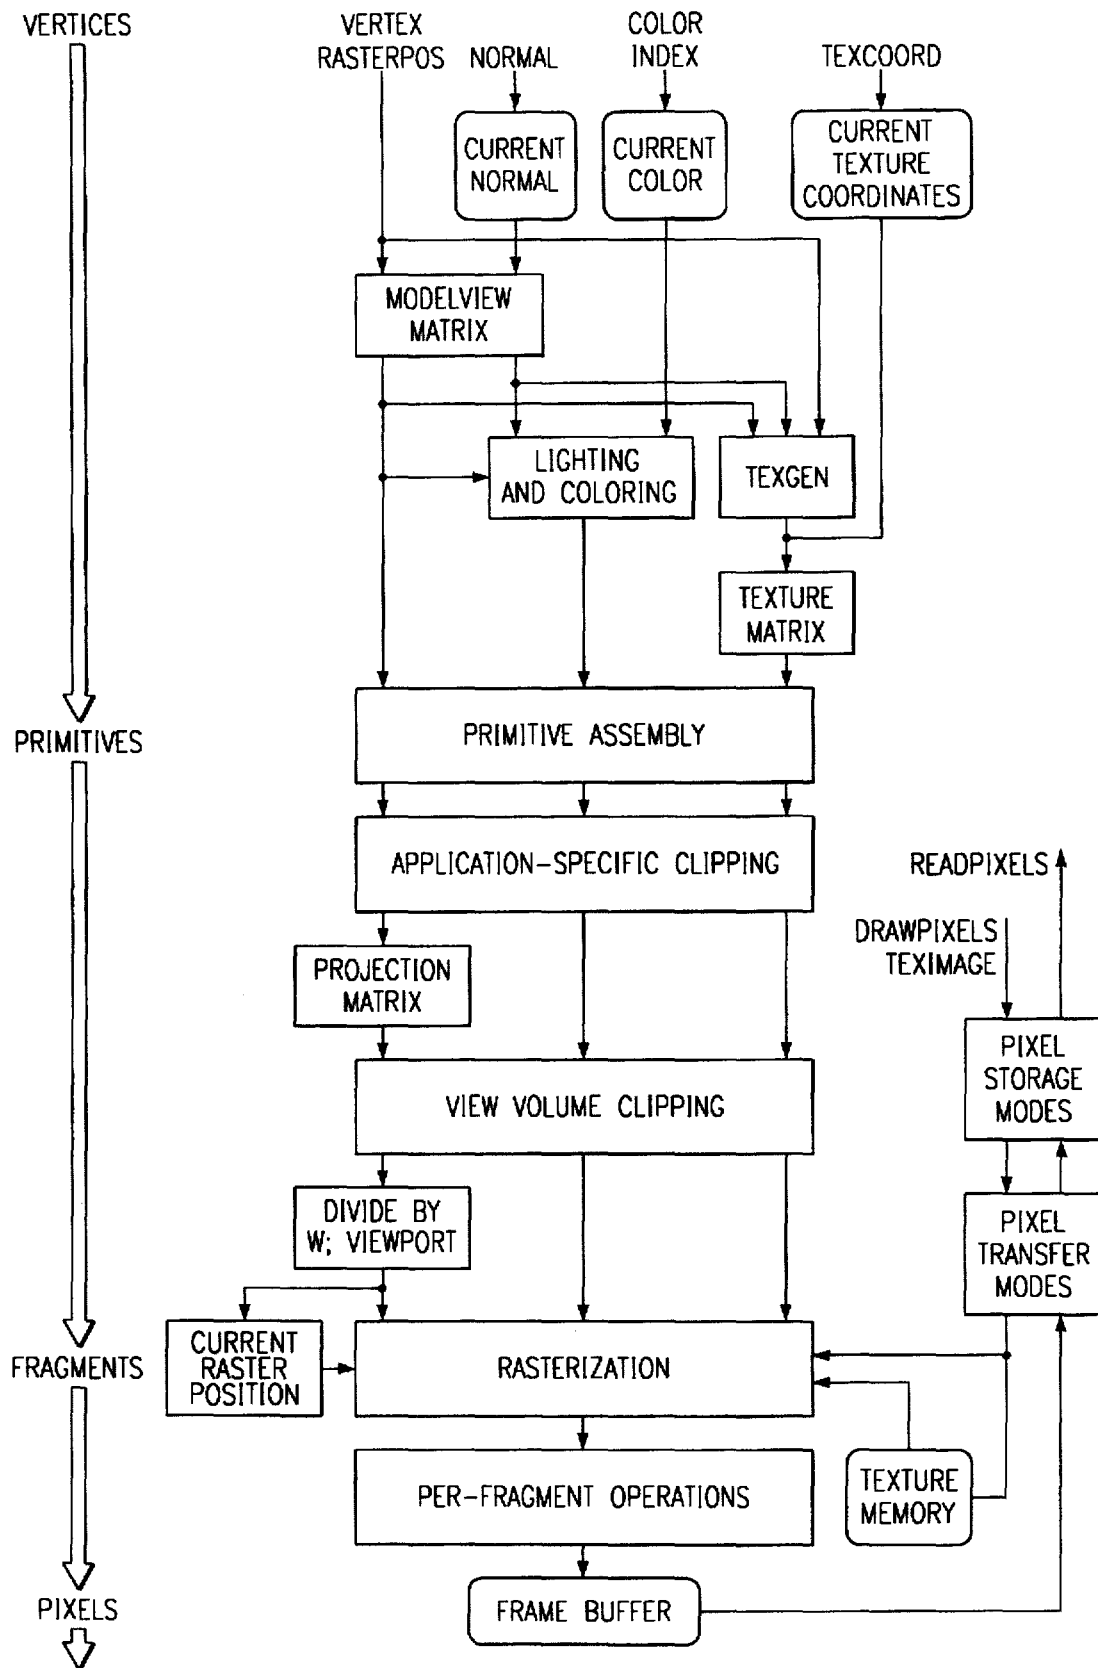 VERTICES
VERTEX
RASTERPOS
NORMAL
COLOR
INDEX
TEXCOORD
CURRENT
NORMAL
CURRENT
COLOR
CURRENT
TEXTURE
COORDINATES
MODELVIEW
MATRIX
LIGHTING
AND COLORING
TEXGEN
TEXTURE
MATRIX
PRIMITIVES
PRIMITIVE ASSEMBLY
APPLICATION-SPECIFIC CLIPPING
READPIXELS
DRAWPIXELS
TEXIMAGE
PROJECTION
MATRIX
PIXEL
STORAGE
MODES
VIEW VOLUME CLIPPING
DIVIDE BY
W; VIEWPORT
PIXEL
TRANSFER
MODES
FRAGMENTS
CURRENT
RASTER
POSITION
RASTERIZATION
PER-FRAGMENT OPERATIONS
TEXTURE
MEMORY
PIXELS
FRAME BUFFER